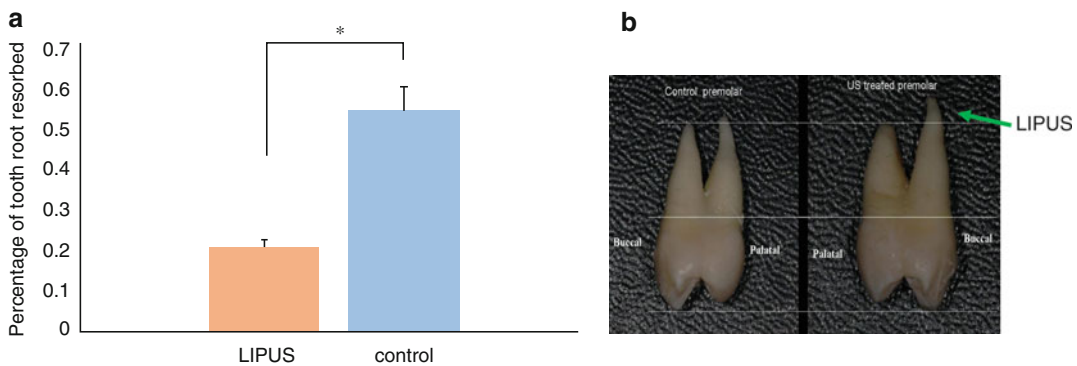 a
Percentage of tooth root resorbed
0.7
0.6
0.5
0.4
0.3
0.2
0.1
0
*
LIPUS
control
b
Control premolar
US treated premolar
LIPUS
Buccal
Palatal
Palatal
Buccal